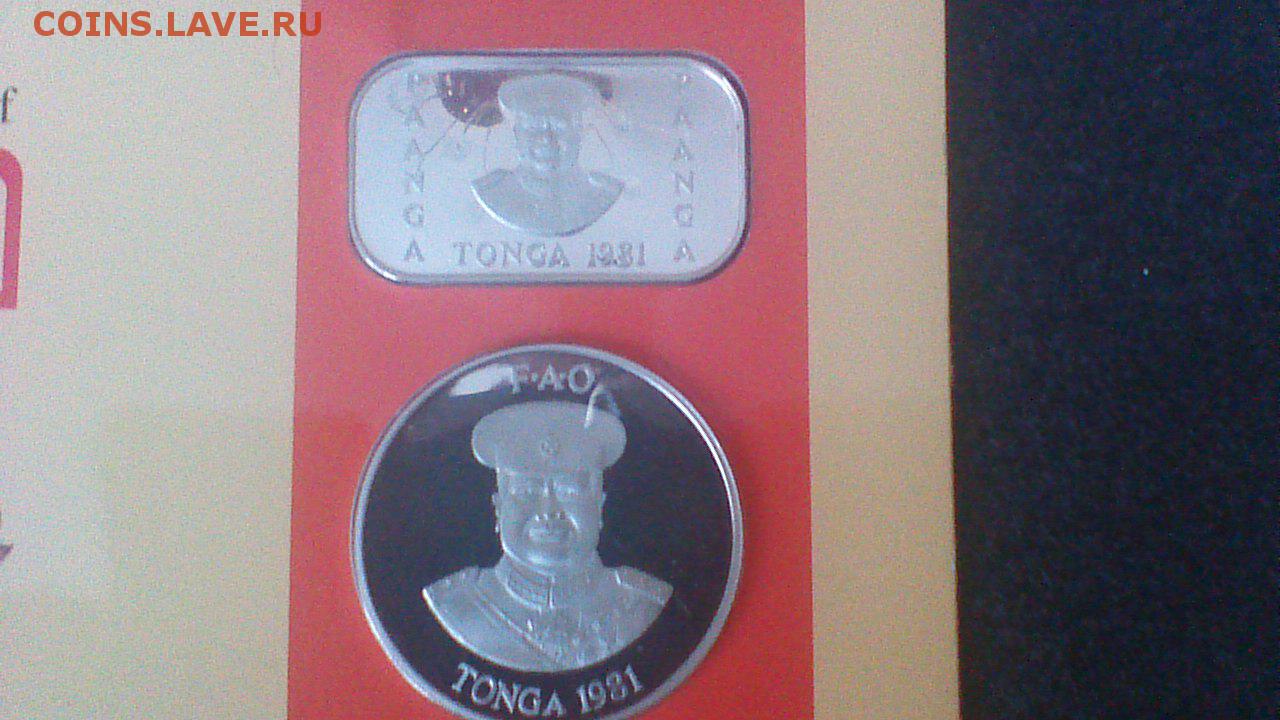 COINS.LAVE.RU
f
PAANGA
PAANGA
TONGA 1981
F·A·O
TONGA 1981